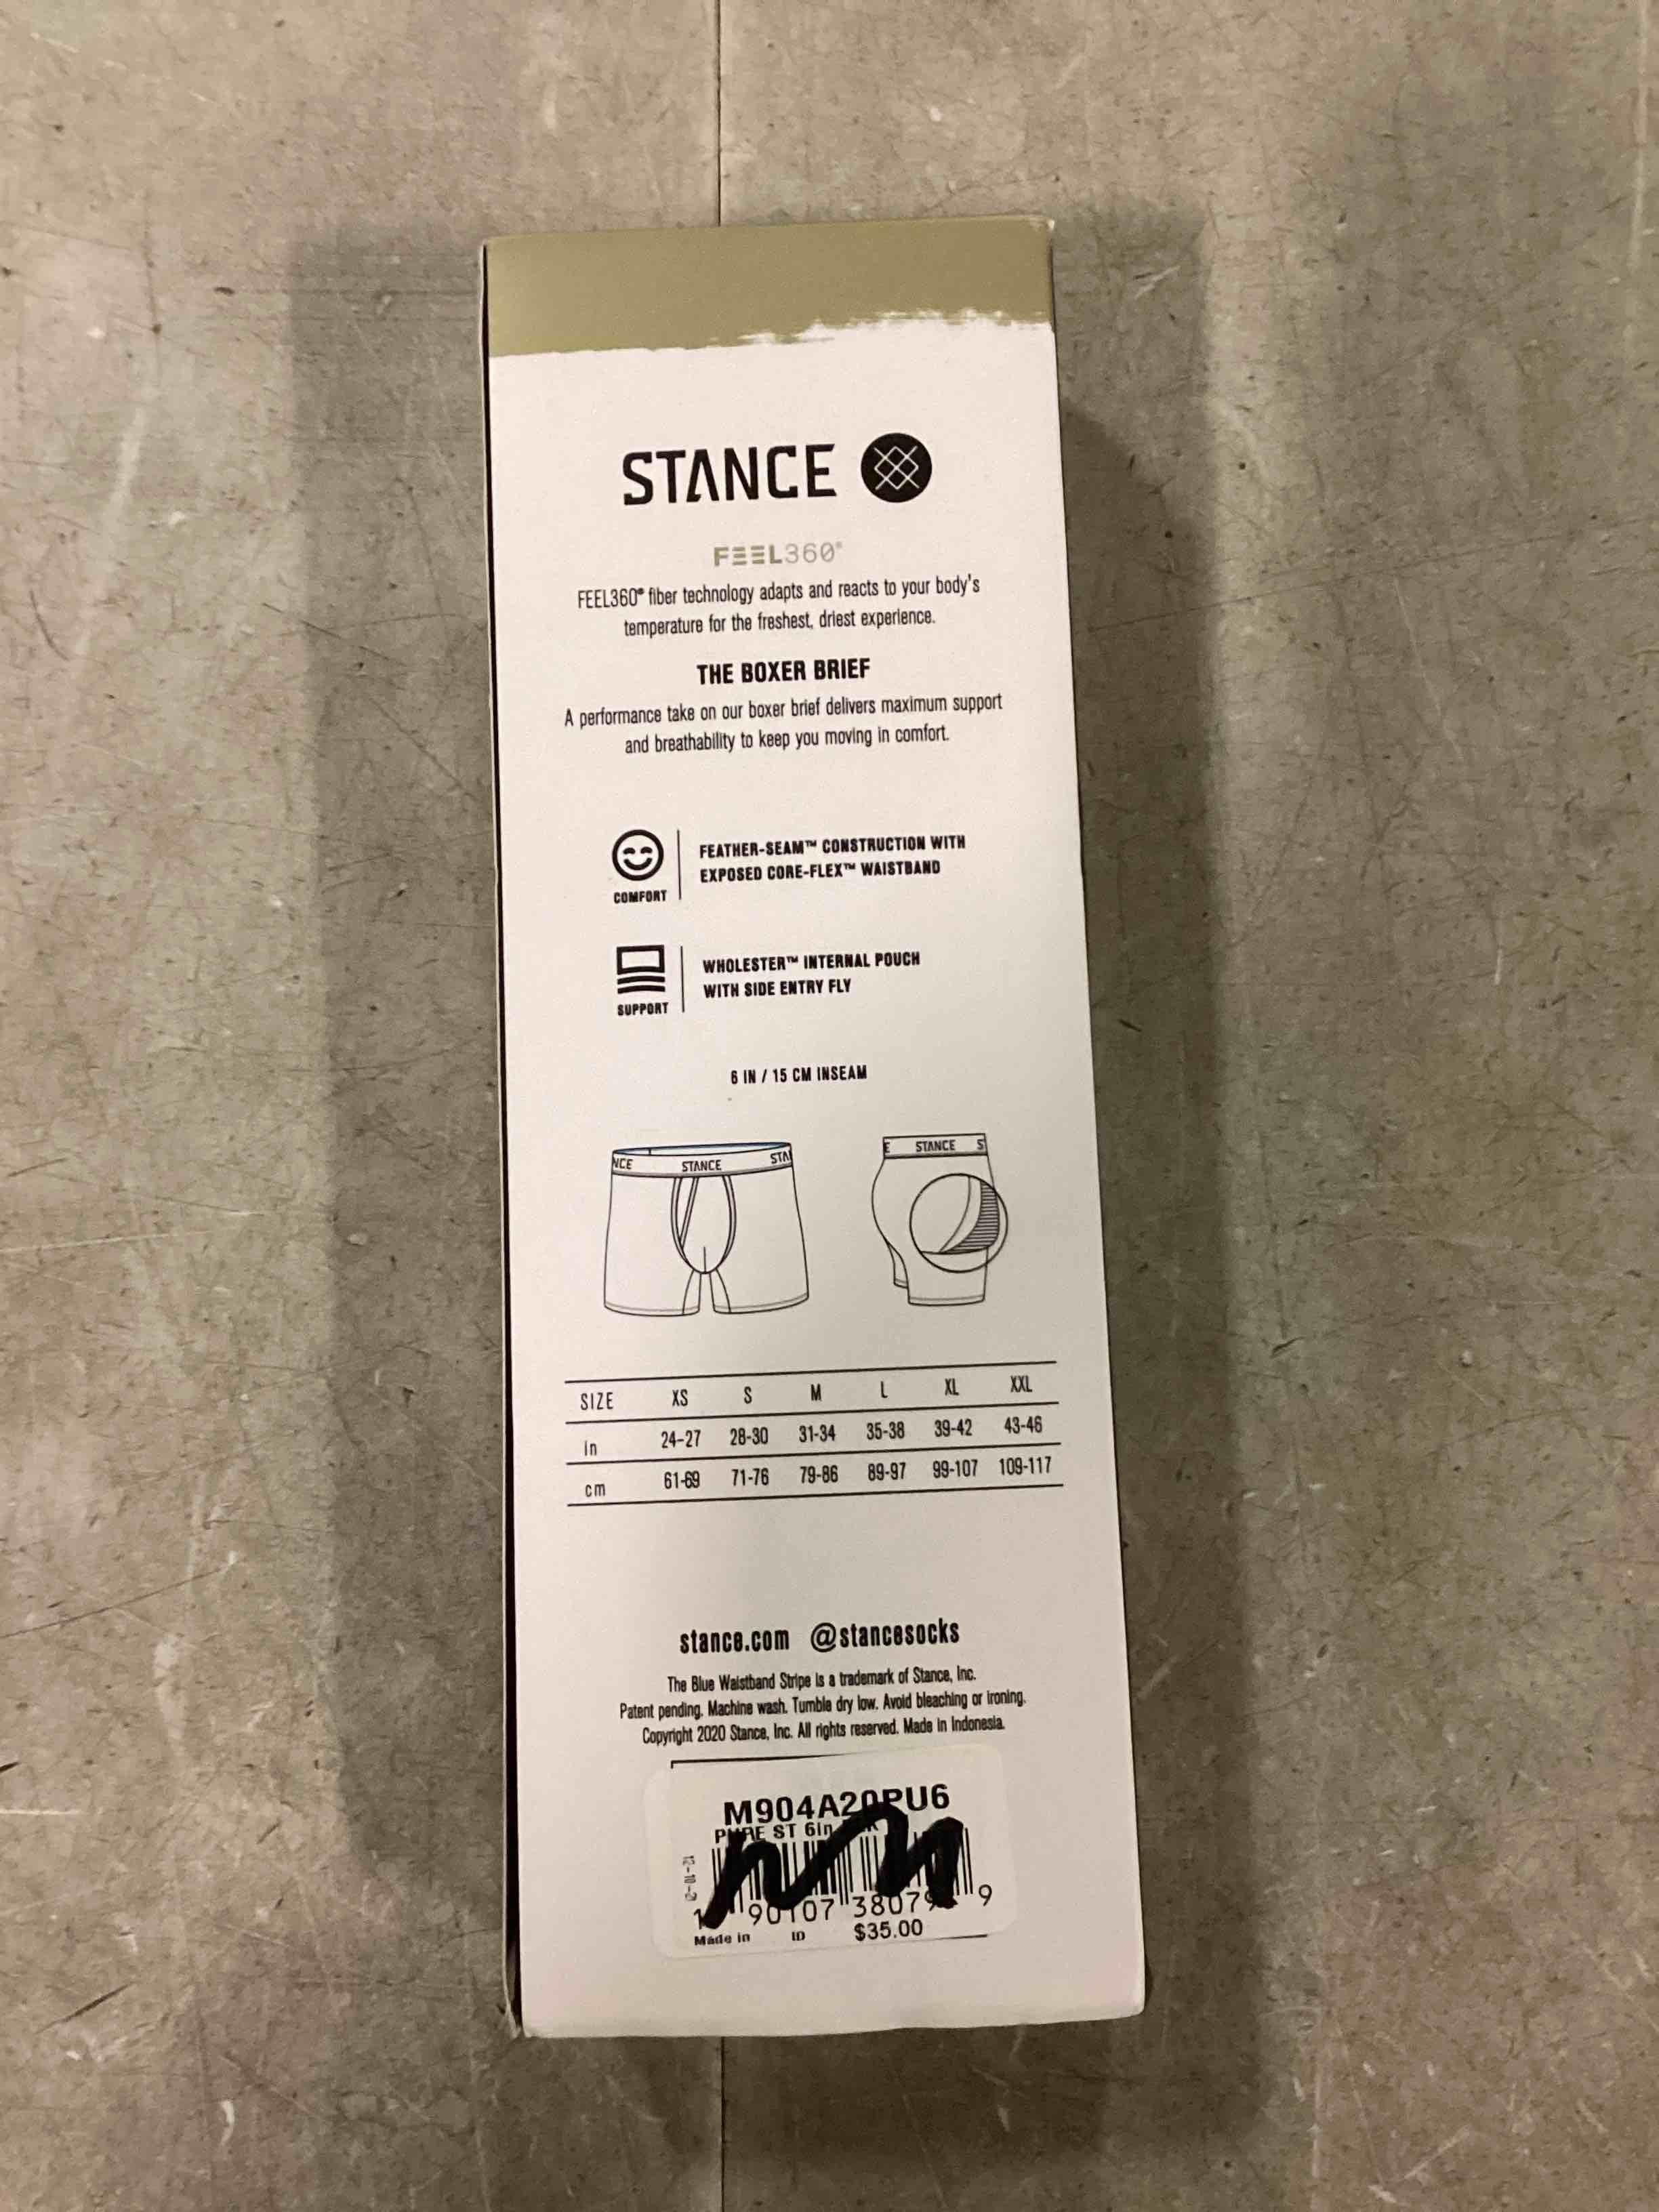 STANCE
FEEL360®
FEEL360® fiber technology adapts and reacts to your body's
temperature for the freshest, driest experience.
THE BOXER BRIEF
A performance take on our boxer brief delivers maximum support
and breathability to keep you moving in comfort.
COMFORT
FEATHER-SEAM™ CONSTRUCTION WITH
EXPOSED CORE-FLEX™ WAISTBAND
SUPPORT
WHOLESTER™ INTERNAL POUCH
WITH SIDE ENTRY FLY
6 IN / 15 CM INSEAM
NCE STANCE STA
E STANCE S
SIZE XS S M L XL XXL
in 24-27 28-30 31-34 35-38 39-42 43-46
cm 61-69 71-76 79-86 89-97 99-107 109-117
stance.com @stancesocks
The Blue Waistband Stripe is a trademark of Stance, Inc.
Patent pending. Machine wash. Tumble dry low. Avoid bleaching or ironing.
Copyright 2020 Stance, Inc. All rights reserved. Made in Indonesia.
M904A20PU6
PURE ST 6in
Made in ID $35.00